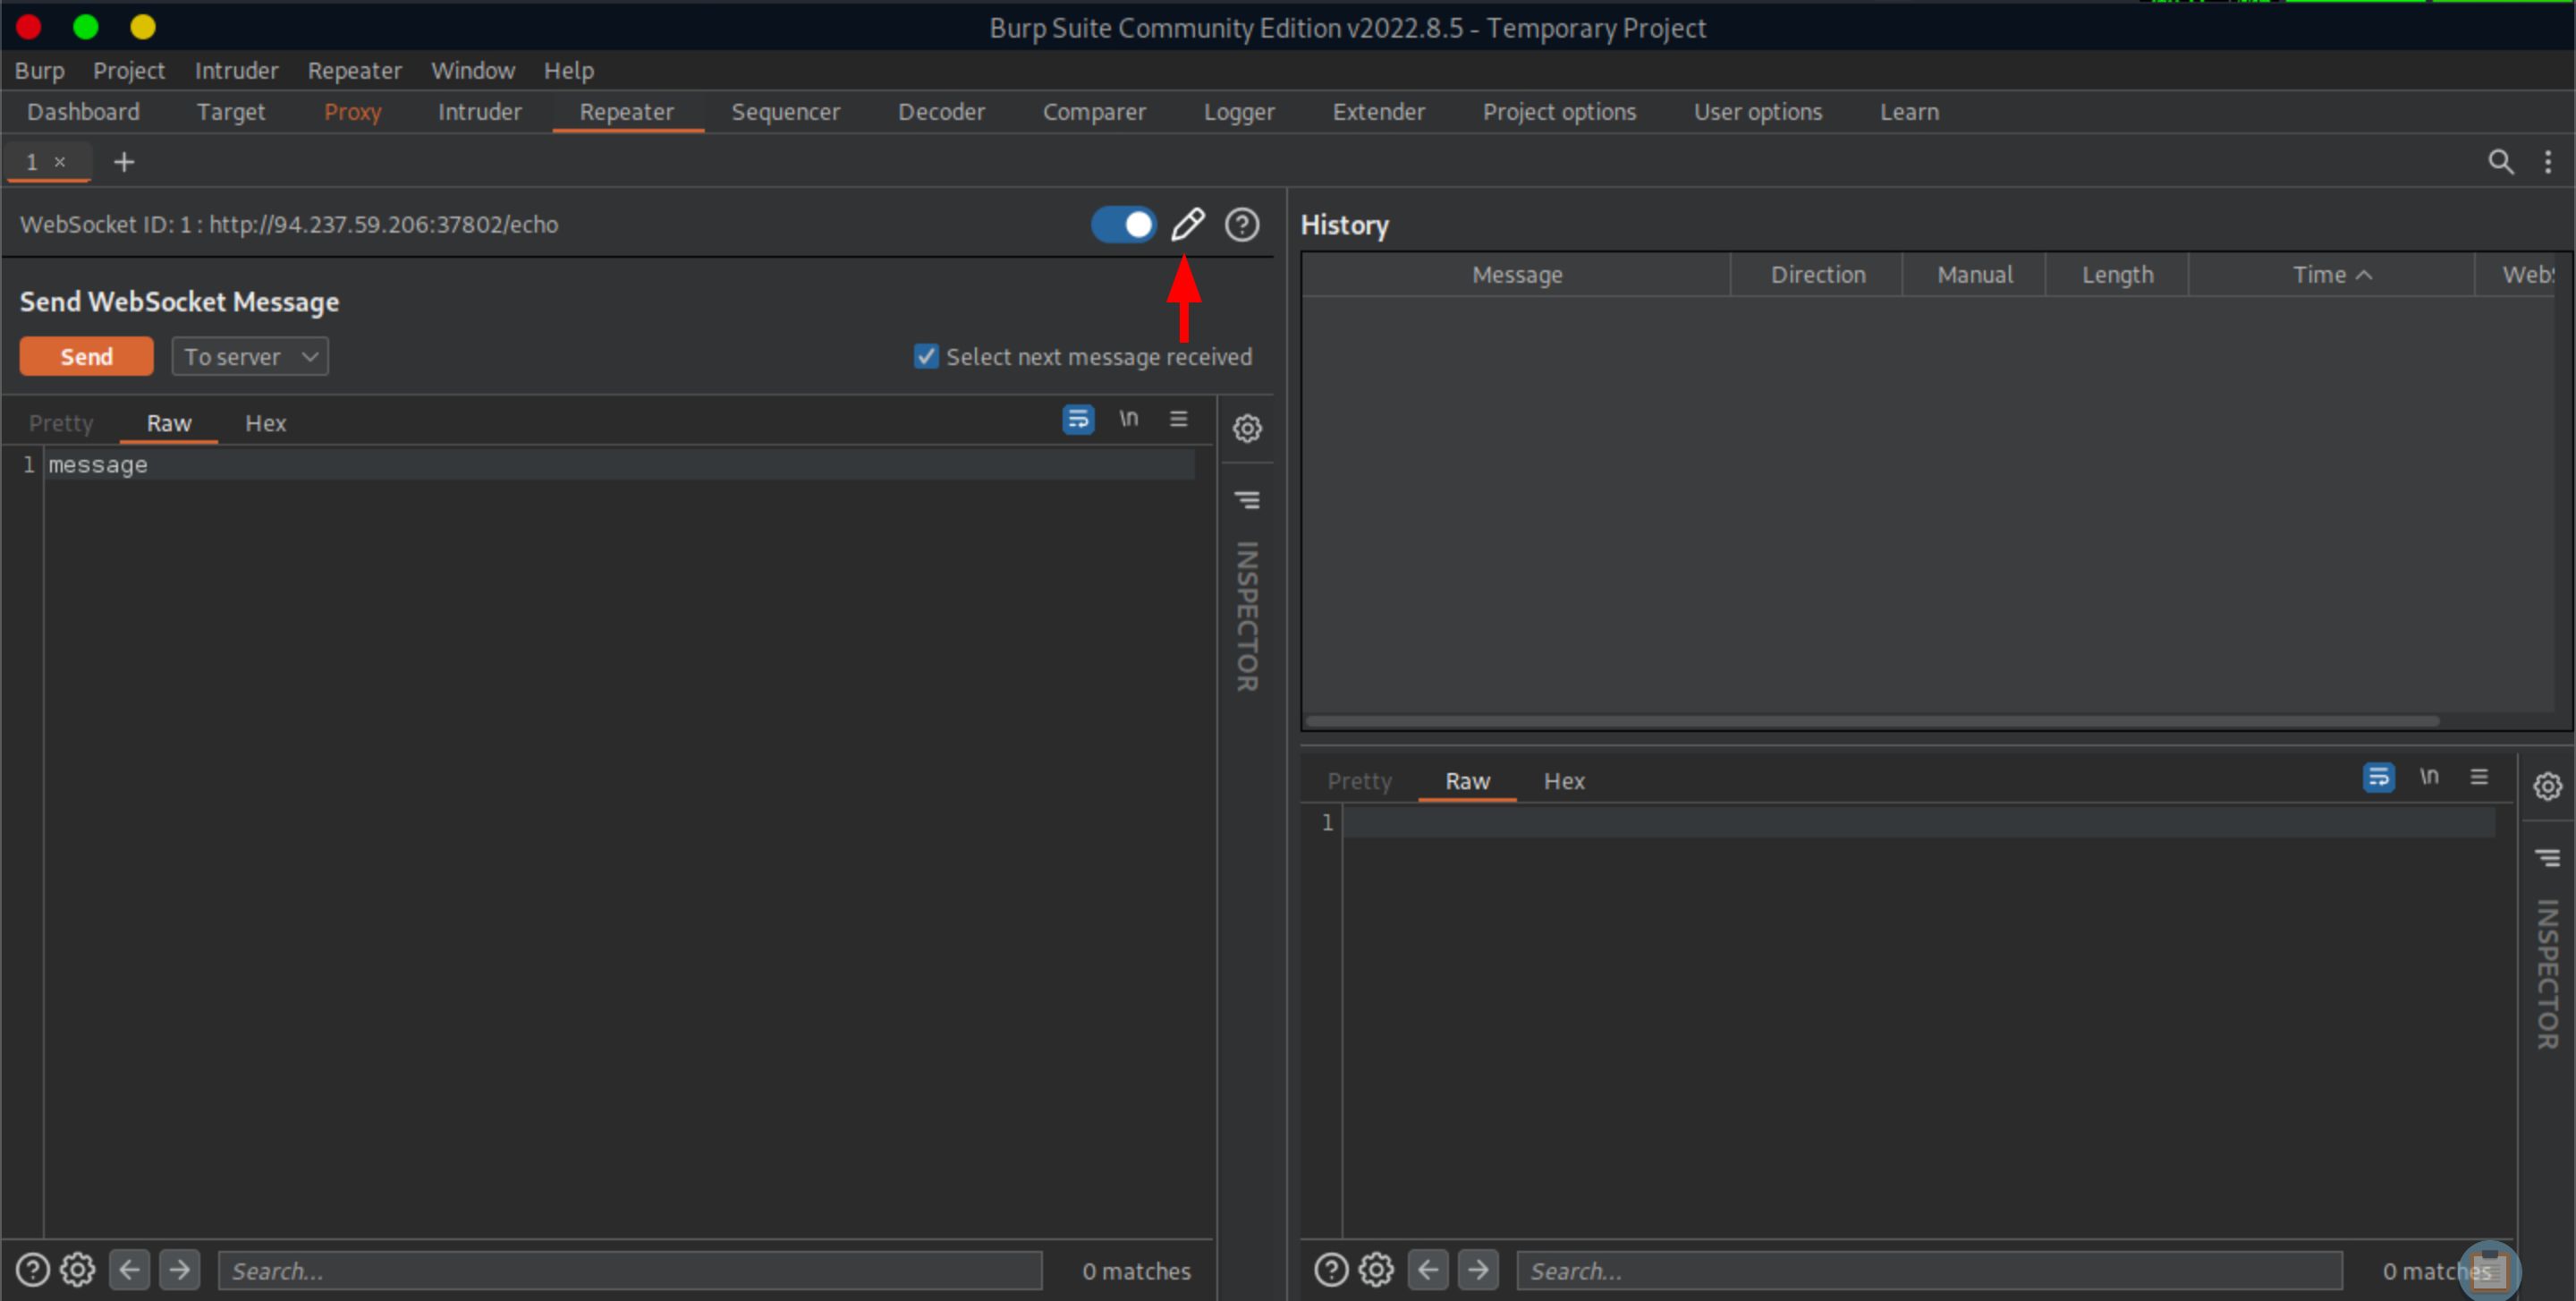 Burp Suite Community Edition v2022.8.5 - Temporary Project
Burp Project Intruder Repeater Window Help
Dashboard Target Proxy Intruder Repeater Sequencer Decoder Comparer Logger Extender Project options User options Learn
1 × +
WebSocket ID: 1 : http://94.237.59.206:37802/echo
Send WebSocket Message
Send To server Select next message received
Pretty Raw Hex \n
1 message
INSPECTOR
Search... 0 matches
History
Message Direction Manual Length Time WebS
Pretty Raw Hex \n
1
INSPECTOR
Search... 0 matches